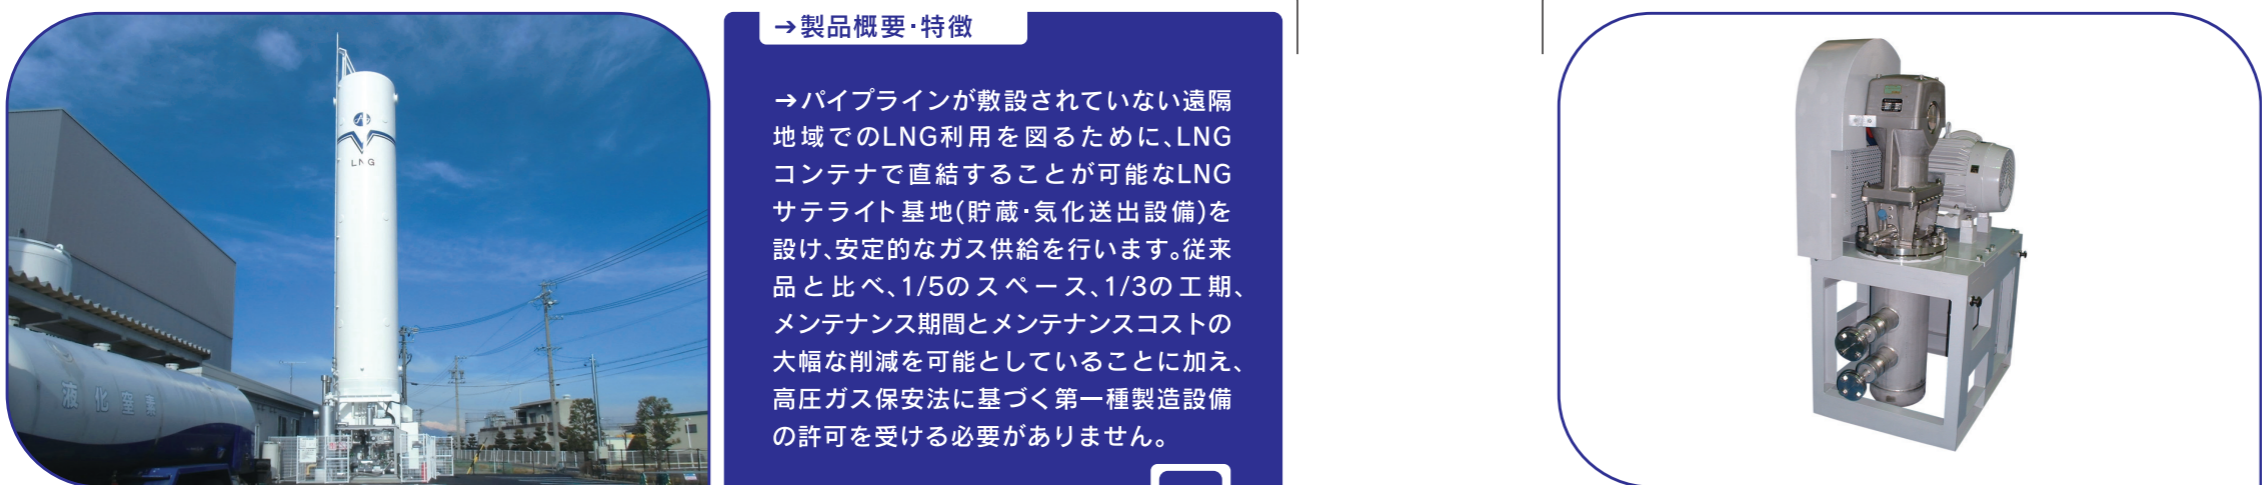 液化窒素
LNG
→製品概要･特徴
→パイプラインが敷設されていない遠隔
地域でのLNG利用を図るために、LNG
コンテナで直結することが可能なLNG
サテライト基地(貯蔵･気化送出設備)を
設け、安定的なガス供給を行います。従来
品と比べ、1/5のスペース、1/3の工期、
メンテナンス期間とメンテナンスコストの
大幅な削減を可能としていることに加え、
高圧ガス保安法に基づく第一種製造設備
の許可を受ける必要がありません。